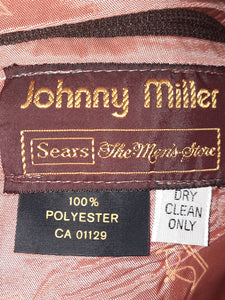 Johnny Miller
Sears The Men's Store
100%
POLYESTER
CA 01129
DRY
CLEAN
ONLY